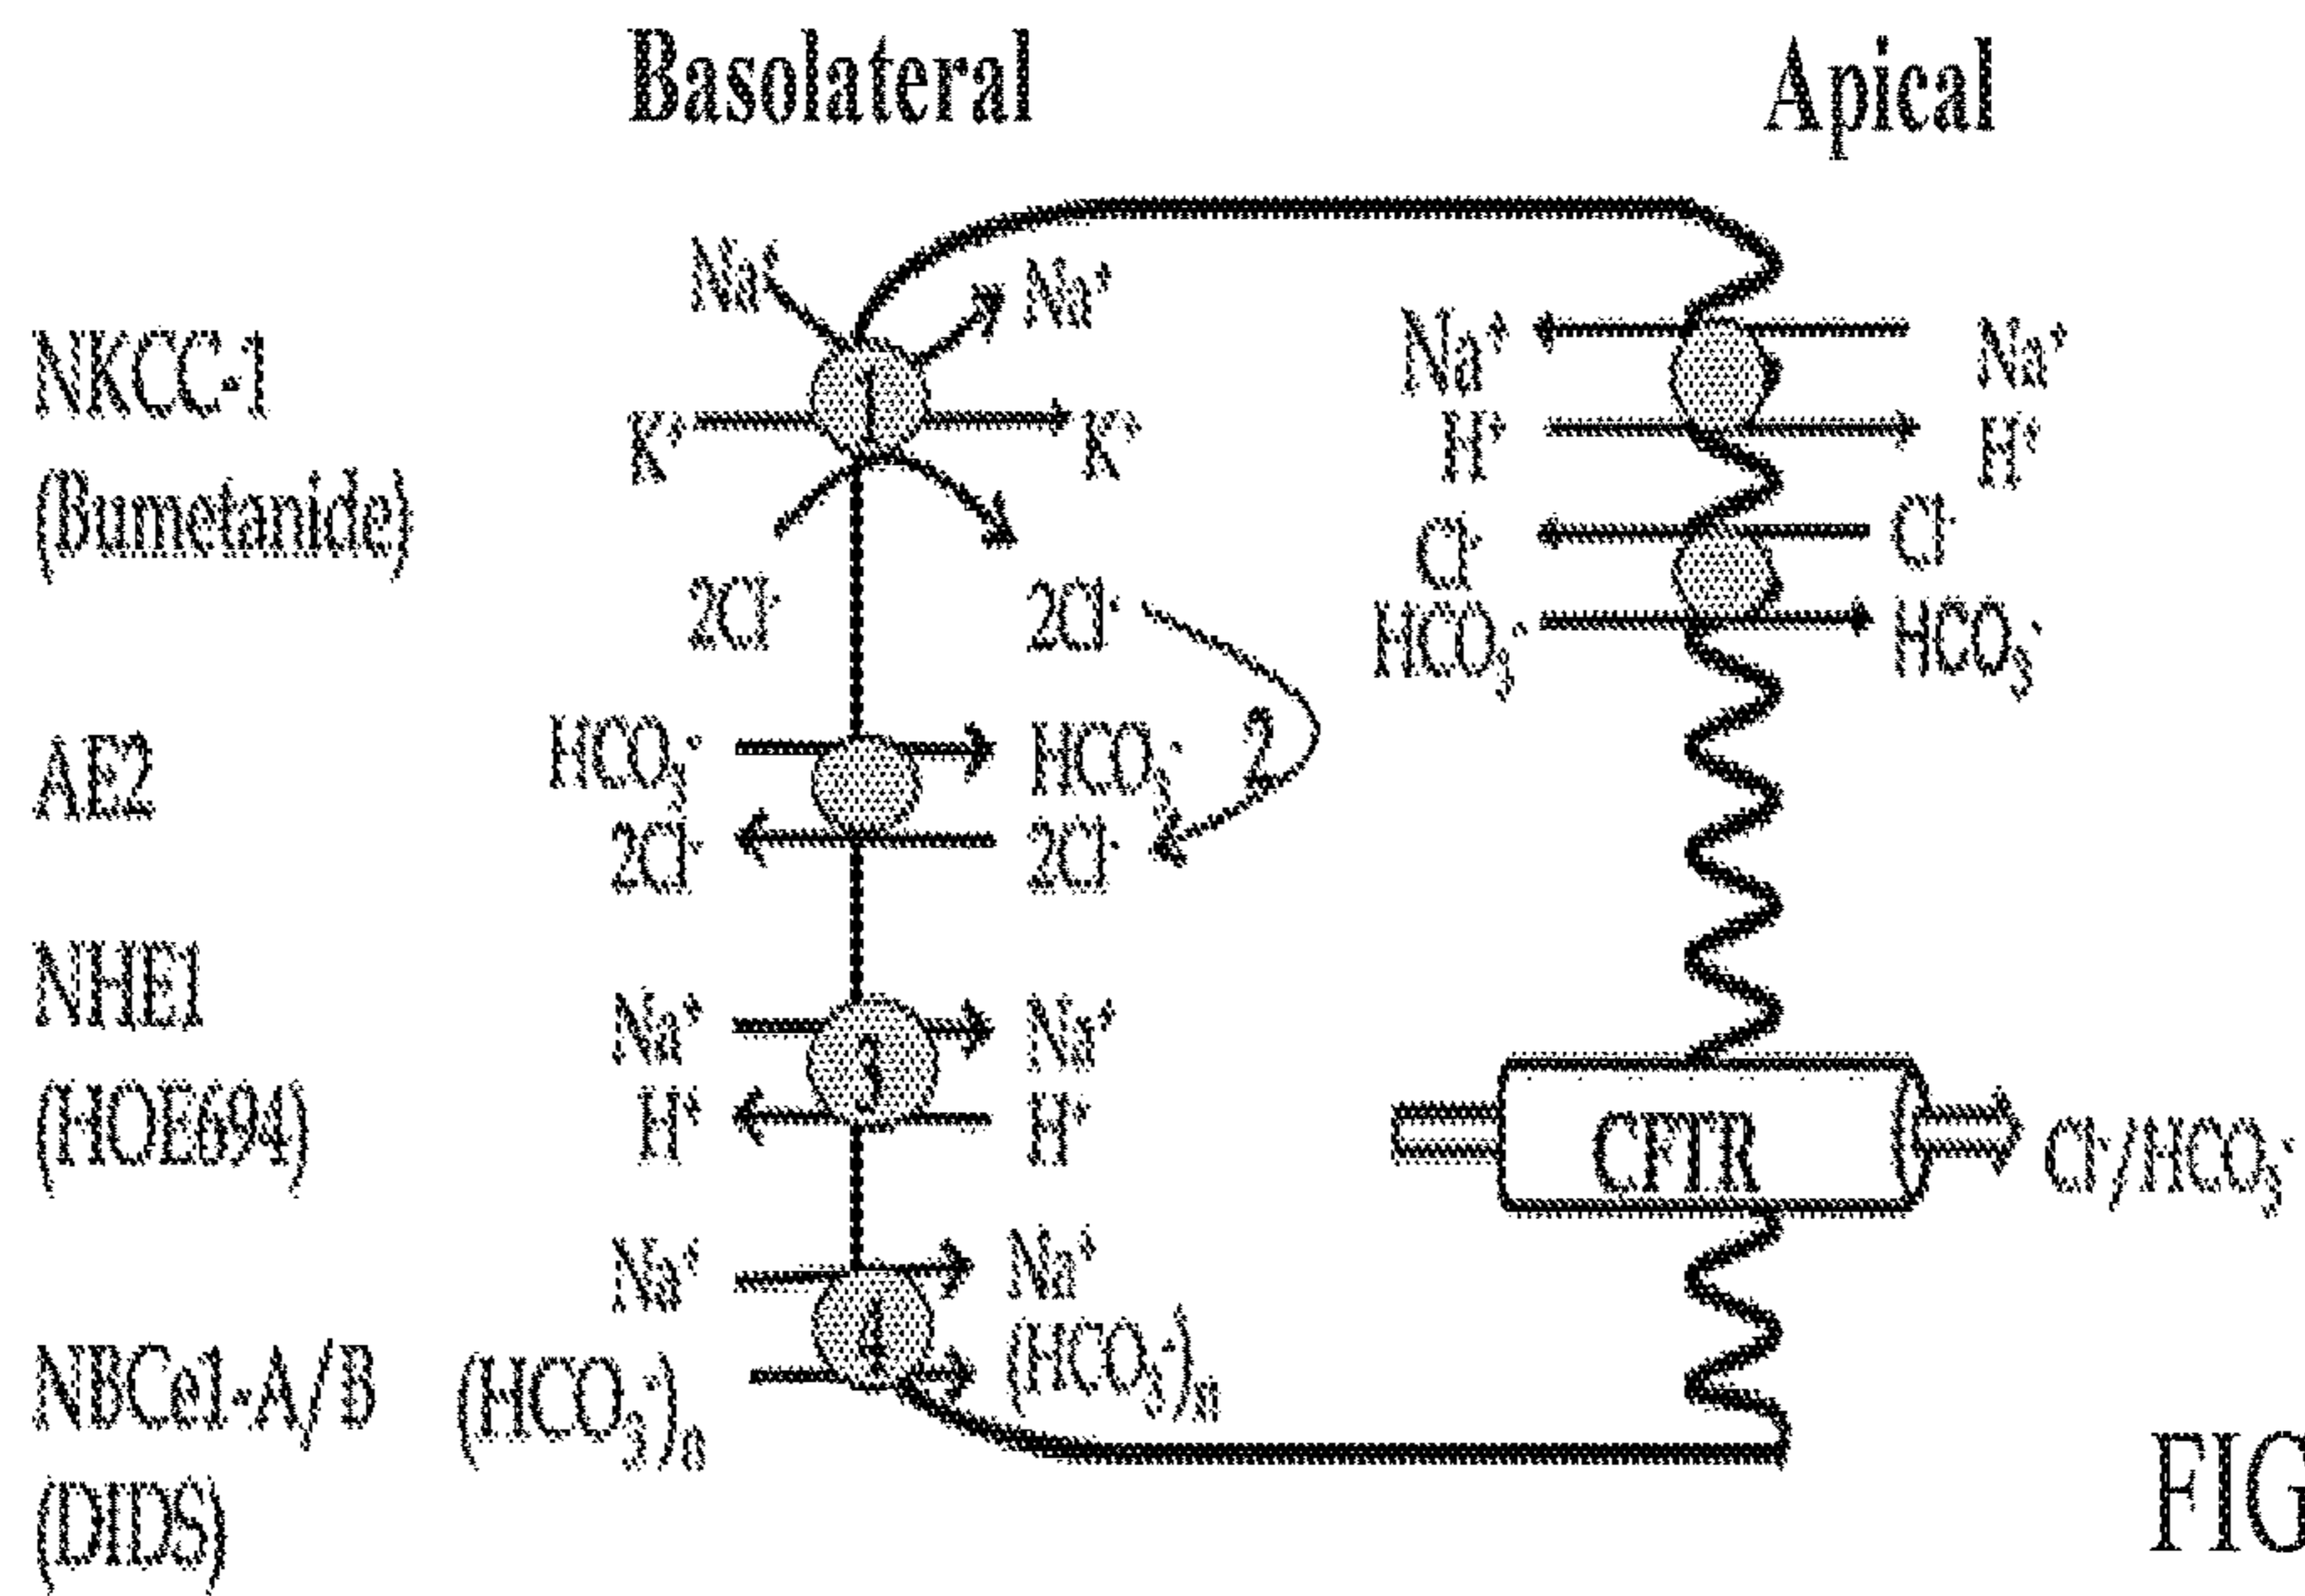 Basolateral Apical
Na⁺ Na⁺
Na⁺ Na⁺
NKCC-1
K⁺ K⁺
H⁺ H⁺
(Bumetanide)
Cl⁻ Cl⁻
2Cl⁻ 2Cl⁻
HCO₃⁻ HCO₃⁻
1
AE2
HCO₃⁻ HCO₃⁻ 2
2Cl⁻ 2Cl⁻
NHE1
Na⁺ Na⁺
3
(HOE694)
H⁺ H⁺
CFTR Cl⁻/HCO₃⁻
Na⁺ Na⁺
4
NBCe1-A/B (HCO₃⁻)n (HCO₃⁻)n
(DIDS)
FIG